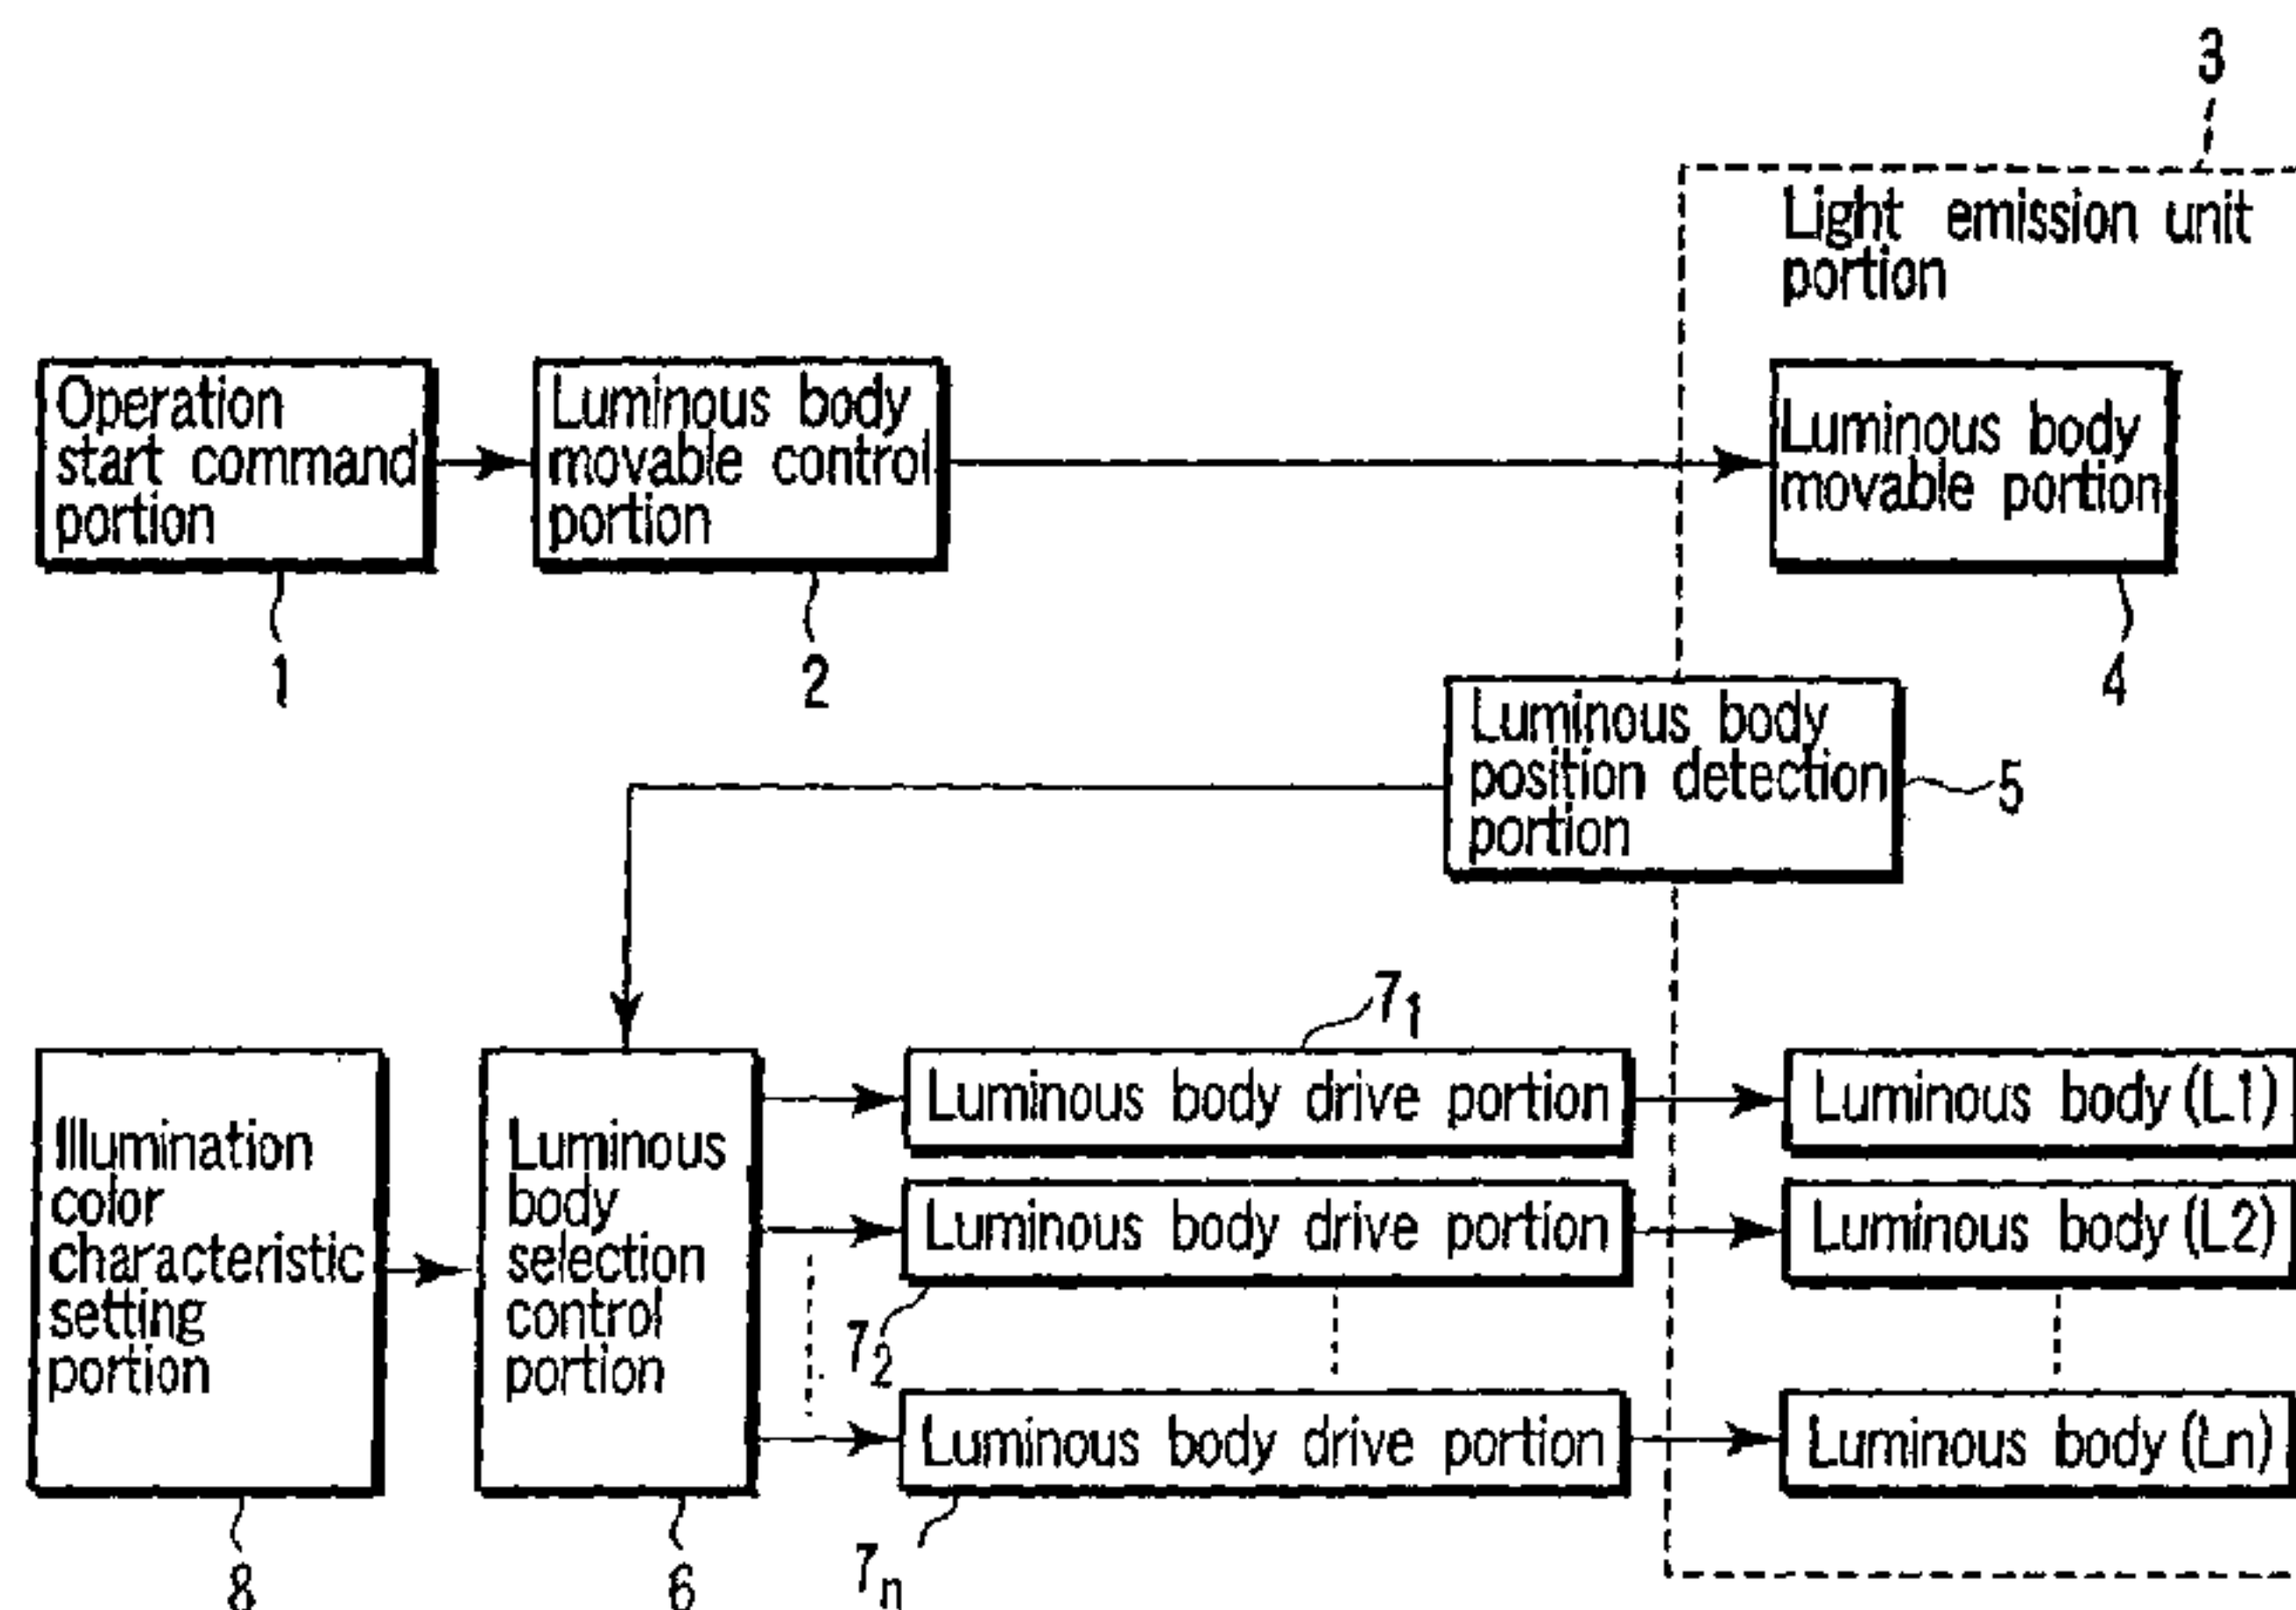 3
Light emission unit
portion
Operation
start command
portion
Luminous body
movable control
portion
Luminous body
movable portion
1
2
4
Luminous body
position detection
portion
5
7₁
Illumination
color
characteristic
setting
portion
Luminous
body
selection
control
portion
Luminous body drive portion
Luminous body (L1)
Luminous body drive portion
Luminous body (L2)
7₂
Luminous body drive portion
Luminous body (Ln)
8
6
7ₙ